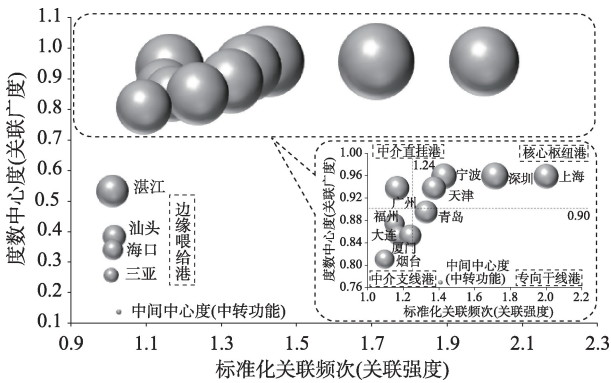 度数中心度(关联广度)
1.1
1.0
0.9
0.8
0.7
0.6
0.5
0.4
0.3
0.2
0.1
0.9
1.1
1.3
1.5
1.7
1.9
2.1
2.3
标准化关联频次(关联强度)
湛江
汕头
海口
三亚
边缘喂给港
中间中心度(中转功能)
度数中心度(关联广度)
1.00
0.96
0.92
0.88
0.84
0.80
0.76
1.0
1.2
1.4
1.6
1.8
2.0
2.2
标准化关联频次(关联强度)
中介直挂港
核心枢纽港
1.24
0.90
宁波
深圳
上海
广州
天津
福州
青岛
大连
厦门
烟台
中间中心度
(中转功能)
中介支线港
专向干线港